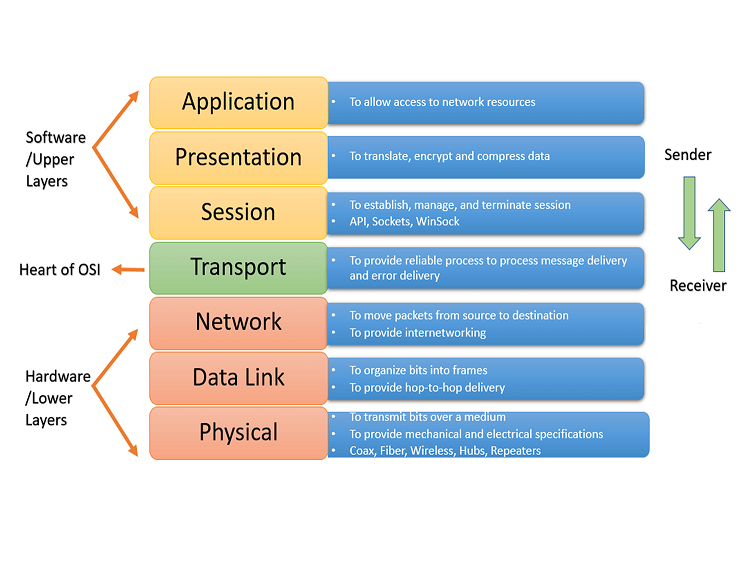 Application
• To allow access to network resources
Software
/Upper
Layers
Presentation
• To translate, encrypt and compress data
Sender
Session
• To establish, manage, and terminate session
• API, Sockets, WinSock
Heart of OSI
Transport
• To provide reliable process to process message delivery
and error delivery
Receiver
Network
• To move packets from source to destination
• To provide internetworking
Hardware
/Lower
Layers
Data Link
• To organize bits into frames
• To provide hop-to-hop delivery
Physical
• To transmit bits over a medium
• To provide mechanical and electrical specifications
• Coax, Fiber, Wireless, Hubs, Repeaters